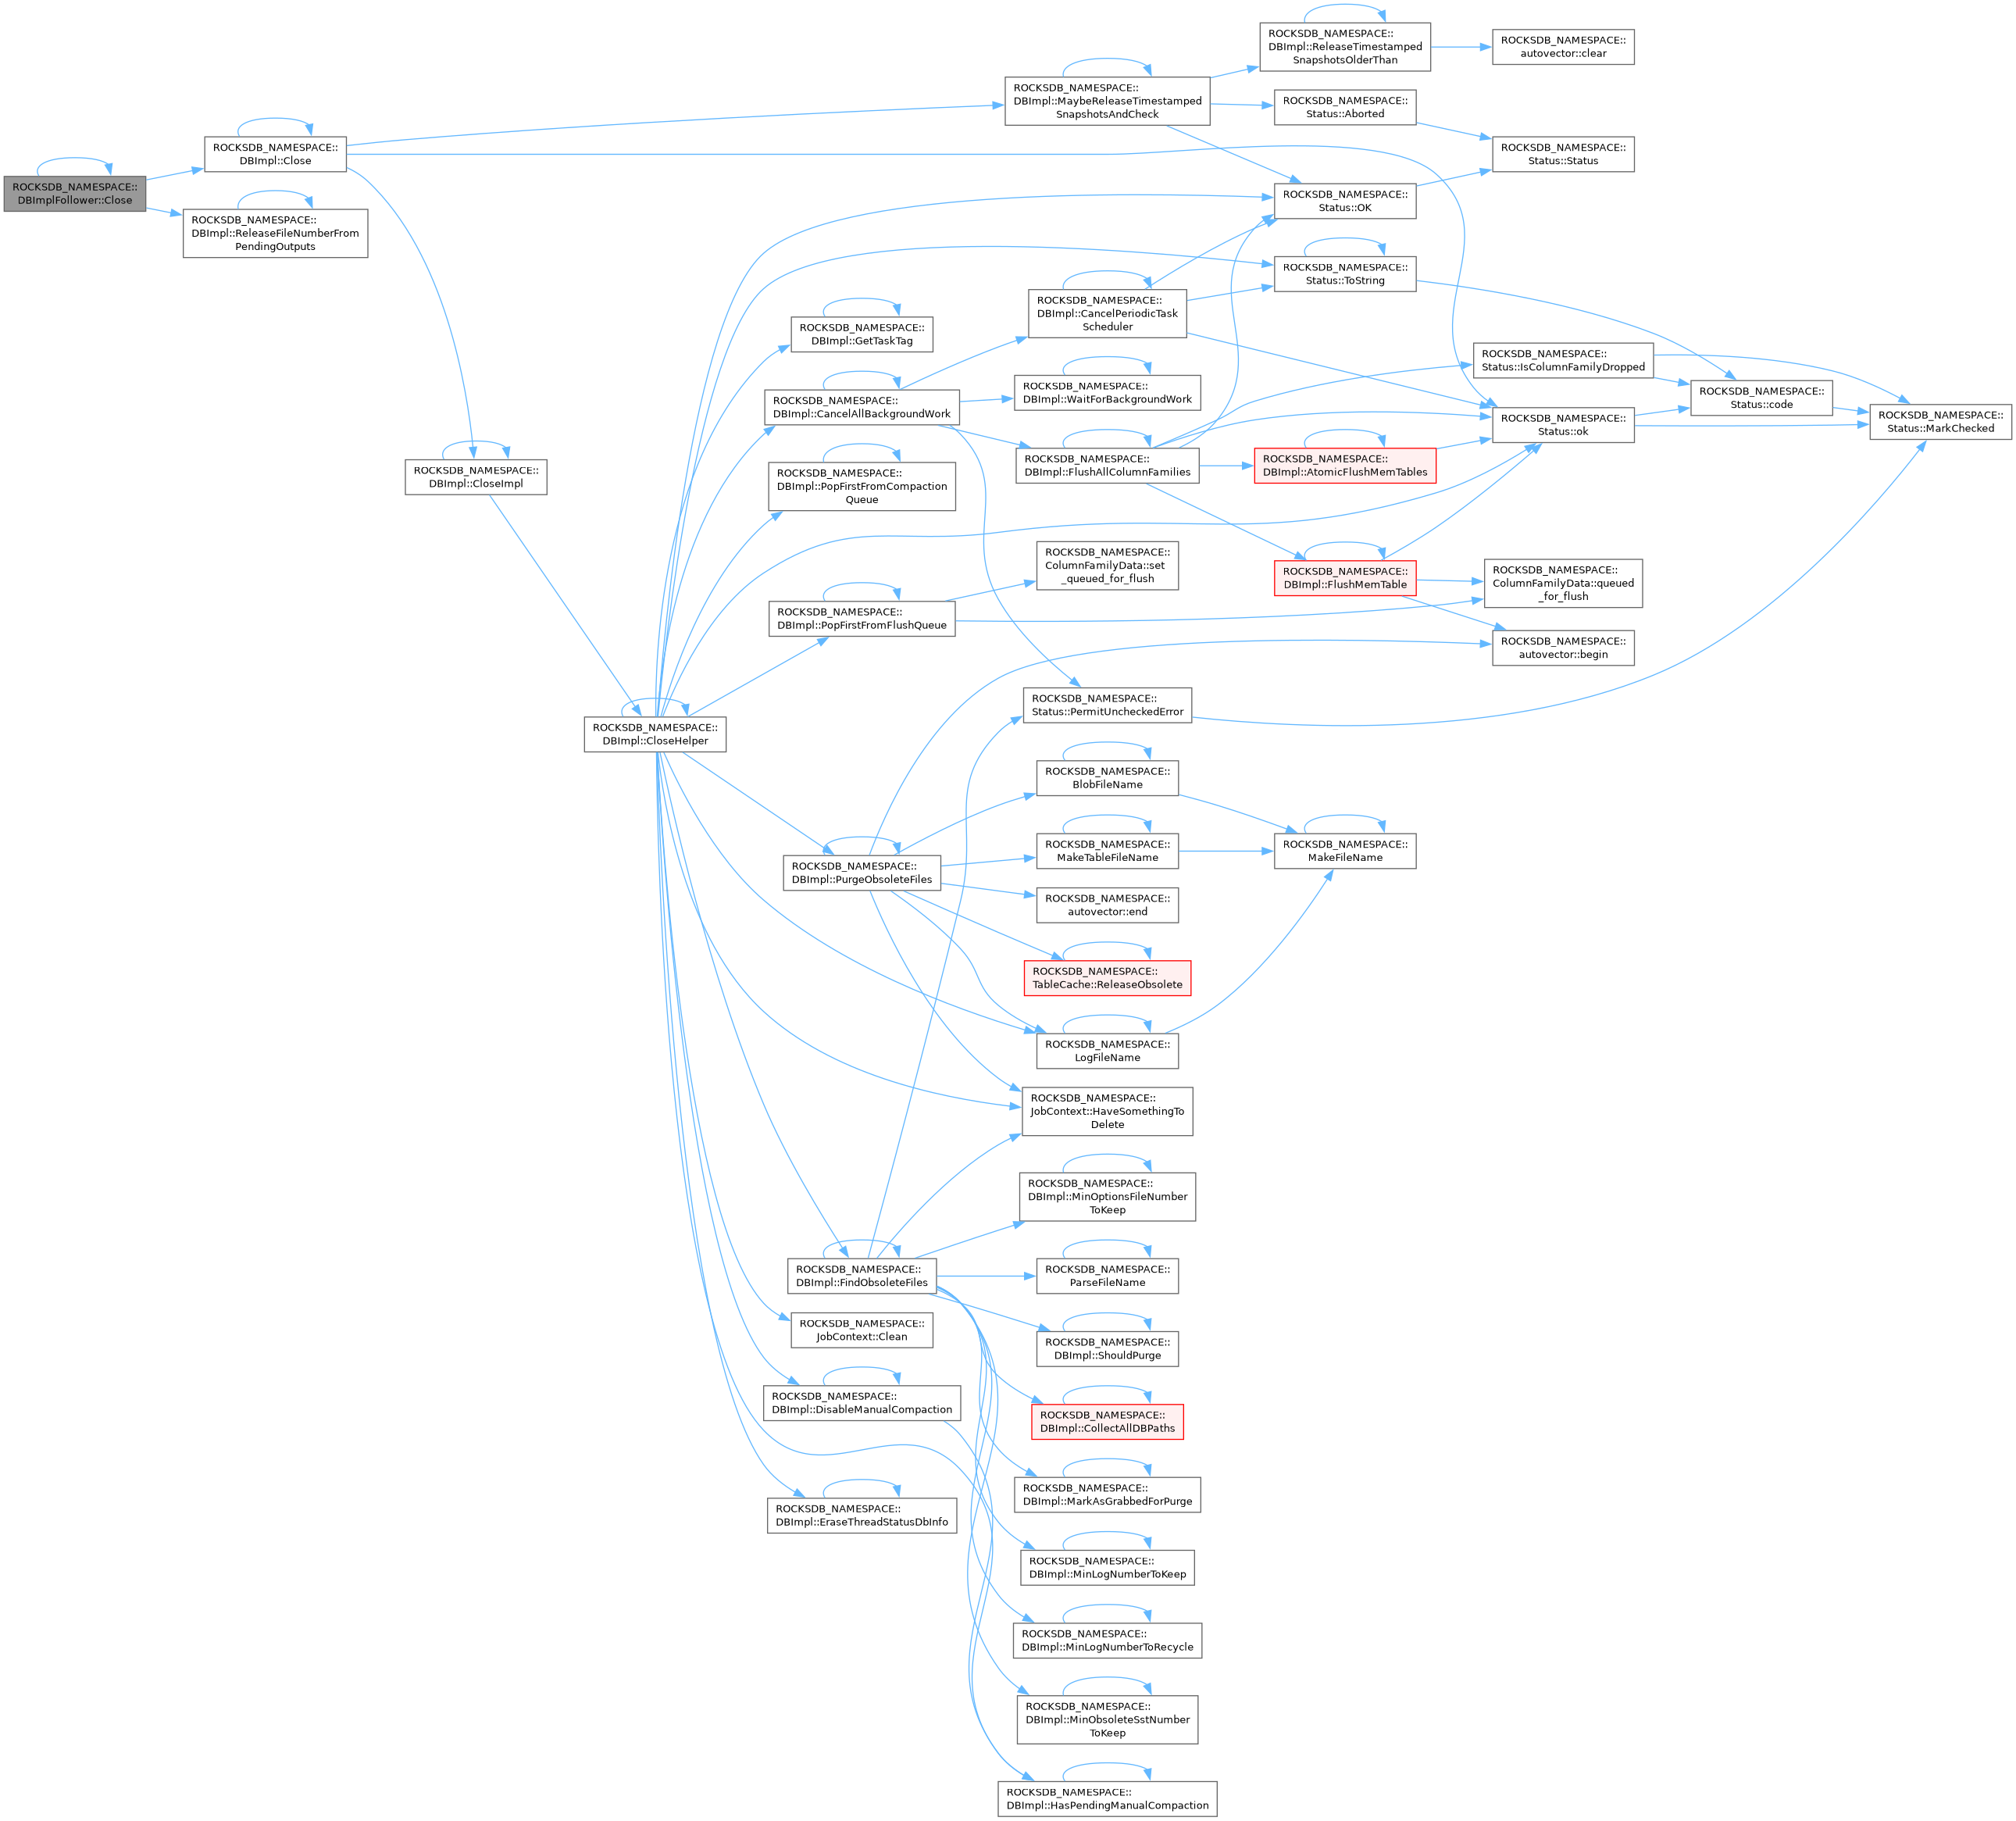 ROCKSDB_NAMESPACE::
DBImplFollower::Close
ROCKSDB_NAMESPACE::
DBImpl::Close
ROCKSDB_NAMESPACE::
DBImpl::ReleaseFileNumberFrom
PendingOutputs
ROCKSDB_NAMESPACE::
DBImpl::CloseImpl
ROCKSDB_NAMESPACE::
DBImpl::CloseHelper
ROCKSDB_NAMESPACE::
DBImpl::GetTaskTag
ROCKSDB_NAMESPACE::
DBImpl::CancelAllBackgroundWork
ROCKSDB_NAMESPACE::
DBImpl::PopFirstFromCompaction
Queue
ROCKSDB_NAMESPACE::
DBImpl::PopFirstFromFlushQueue
ROCKSDB_NAMESPACE::
DBImpl::PurgeObsoleteFiles
ROCKSDB_NAMESPACE::
DBImpl::FindObsoleteFiles
ROCKSDB_NAMESPACE::
JobContext::Clean
ROCKSDB_NAMESPACE::
DBImpl::DisableManualCompaction
ROCKSDB_NAMESPACE::
DBImpl::EraseThreadStatusDbInfo
ROCKSDB_NAMESPACE::
DBImpl::MaybeReleaseTimestamped
SnapshotsAndCheck
ROCKSDB_NAMESPACE::
DBImpl::CancelPeriodicTask
Scheduler
ROCKSDB_NAMESPACE::
DBImpl::WaitForBackgroundWork
ROCKSDB_NAMESPACE::
DBImpl::FlushAllColumnFamilies
ROCKSDB_NAMESPACE::
ColumnFamilyData::set
_queued_for_flush
ROCKSDB_NAMESPACE::
Status::PermitUncheckedError
ROCKSDB_NAMESPACE::
BlobFileName
ROCKSDB_NAMESPACE::
MakeTableFileName
ROCKSDB_NAMESPACE::
autovector::end
ROCKSDB_NAMESPACE::
TableCache::ReleaseObsolete
ROCKSDB_NAMESPACE::
LogFileName
ROCKSDB_NAMESPACE::
JobContext::HaveSomethingTo
Delete
ROCKSDB_NAMESPACE::
DBImpl::MinOptionsFileNumber
ToKeep
ROCKSDB_NAMESPACE::
ParseFileName
ROCKSDB_NAMESPACE::
DBImpl::ShouldPurge
ROCKSDB_NAMESPACE::
DBImpl::CollectAllDBPaths
ROCKSDB_NAMESPACE::
DBImpl::MarkAsGrabbedForPurge
ROCKSDB_NAMESPACE::
DBImpl::MinLogNumberToKeep
ROCKSDB_NAMESPACE::
DBImpl::MinLogNumberToRecycle
ROCKSDB_NAMESPACE::
DBImpl::MinObsoleteSstNumber
ToKeep
ROCKSDB_NAMESPACE::
DBImpl::HasPendingManualCompaction
ROCKSDB_NAMESPACE::
DBImpl::ReleaseTimestamped
SnapshotsOlderThan
ROCKSDB_NAMESPACE::
Status::Aborted
ROCKSDB_NAMESPACE::
Status::OK
ROCKSDB_NAMESPACE::
Status::ToString
ROCKSDB_NAMESPACE::
DBImpl::AtomicFlushMemTables
ROCKSDB_NAMESPACE::
DBImpl::FlushMemTable
ROCKSDB_NAMESPACE::
MakeFileName
ROCKSDB_NAMESPACE::
autovector::clear
ROCKSDB_NAMESPACE::
Status::Status
ROCKSDB_NAMESPACE::
Status::IsColumnFamilyDropped
ROCKSDB_NAMESPACE::
Status::ok
ROCKSDB_NAMESPACE::
ColumnFamilyData::queued
_for_flush
ROCKSDB_NAMESPACE::
autovector::begin
ROCKSDB_NAMESPACE::
Status::code
ROCKSDB_NAMESPACE::
Status::MarkChecked